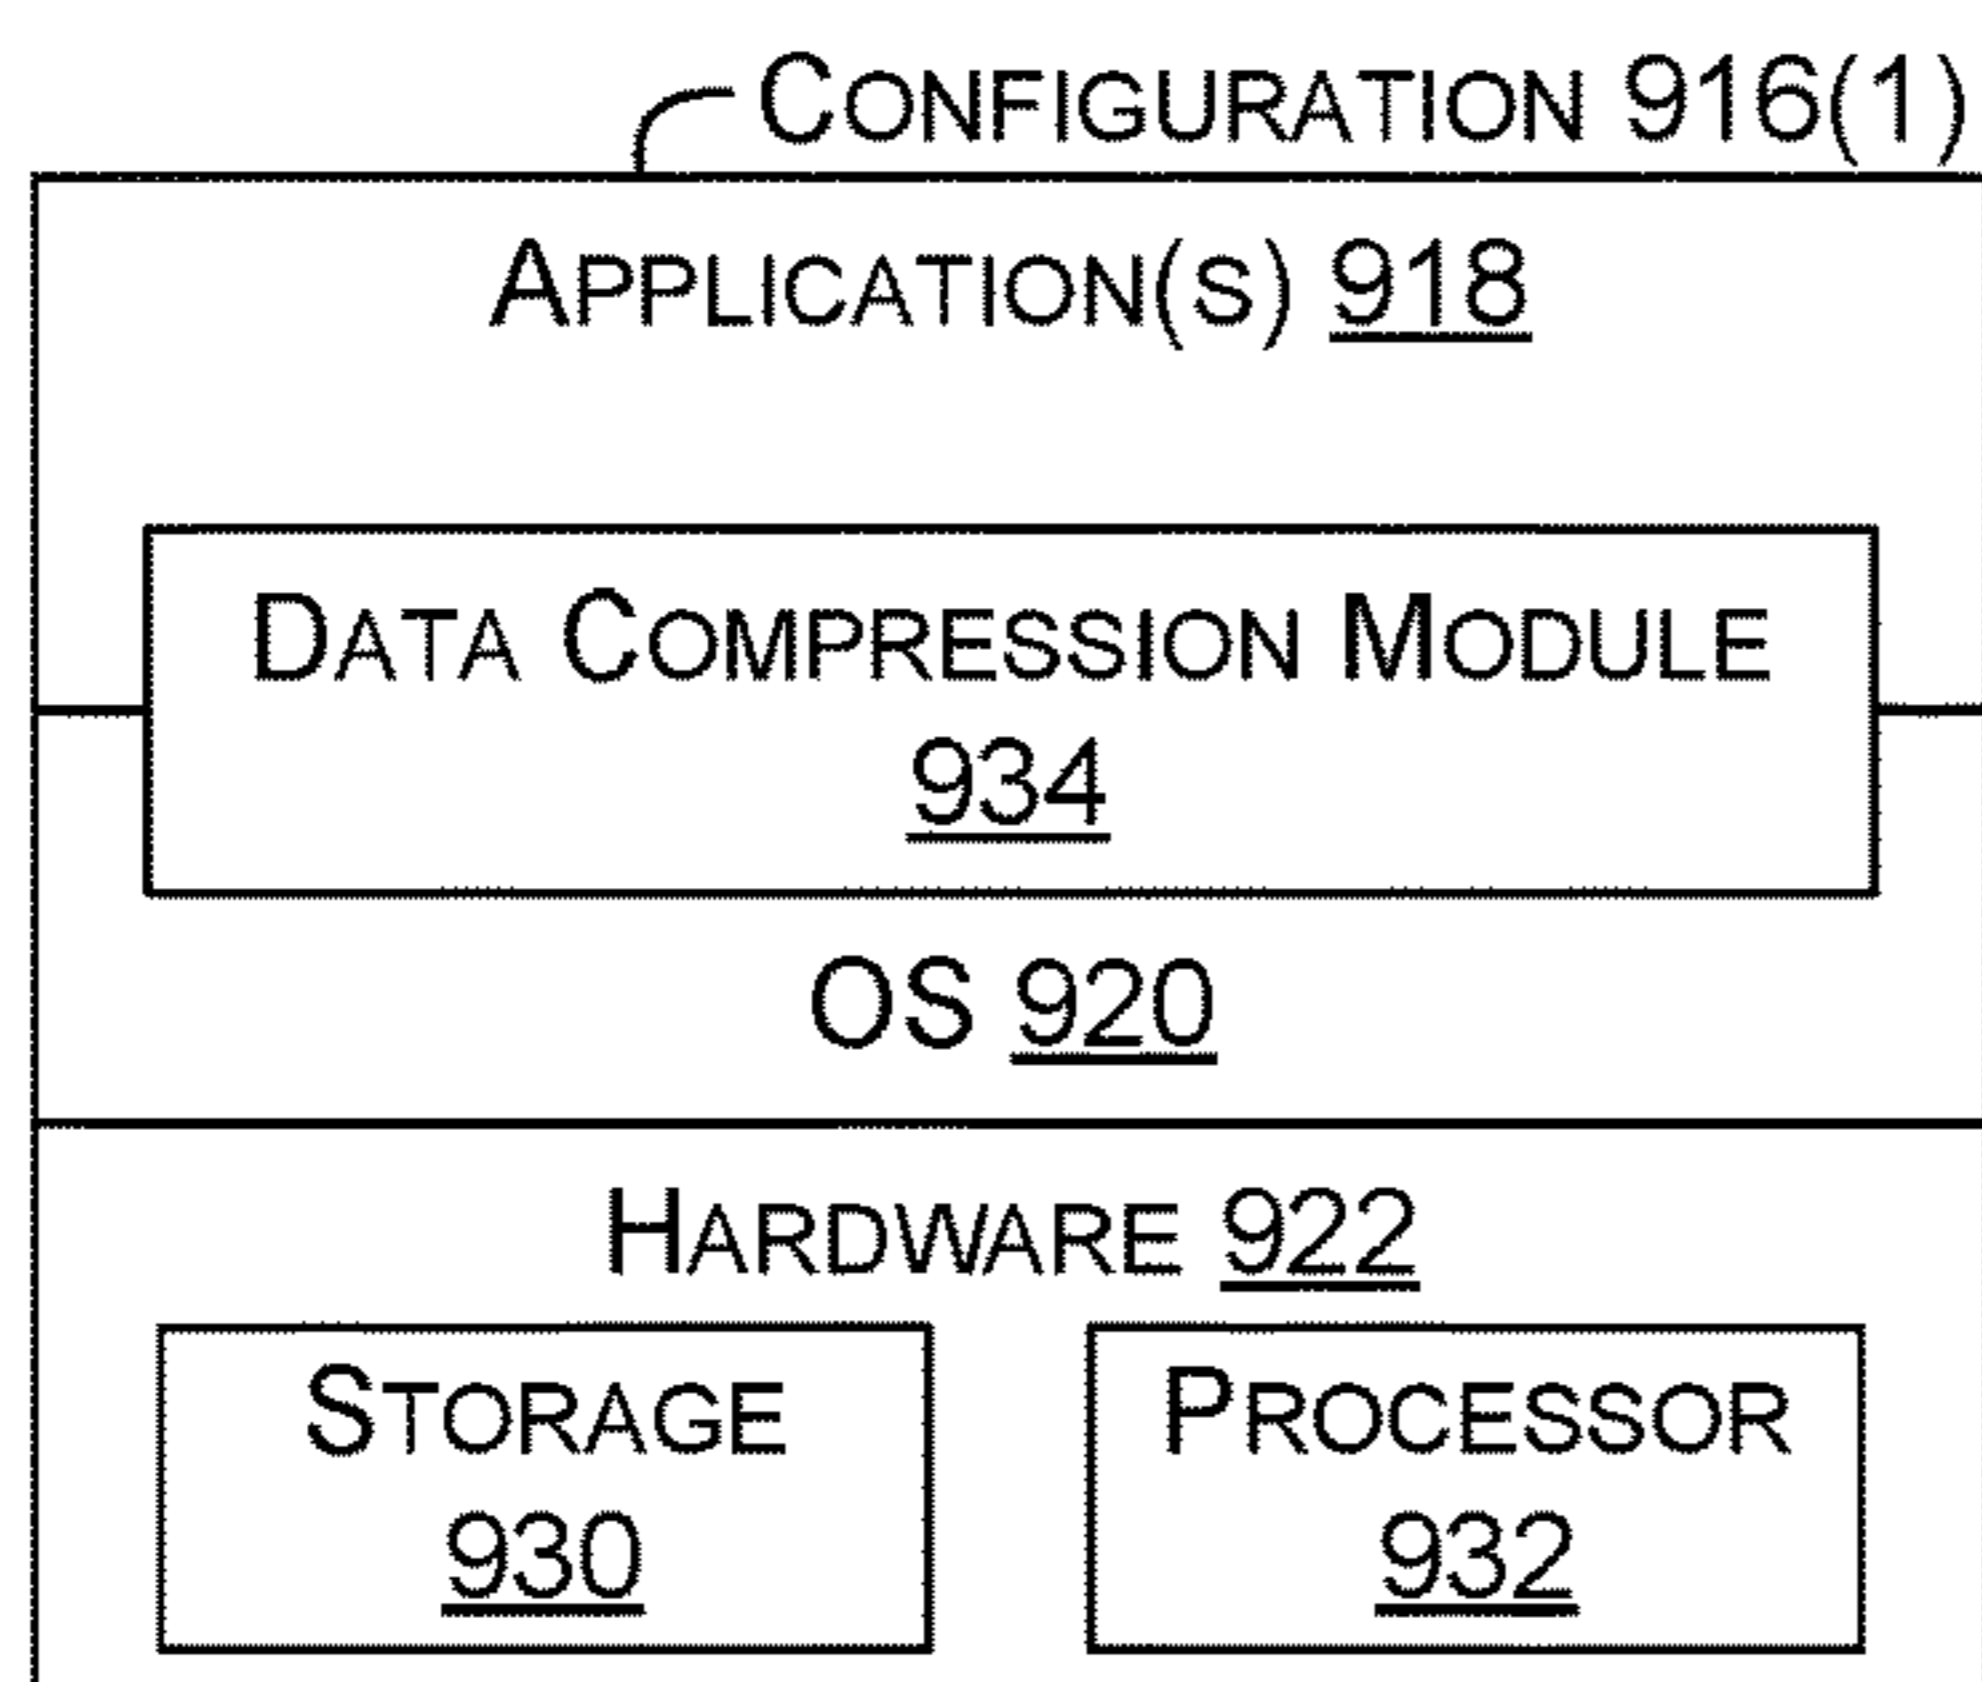 CONFIGURATION 916(1)
APPLICATION(S) 918
DATA COMPRESSION MODULE
934
OS 920
HARDWARE 922
STORAGE
930
PROCESSOR
932